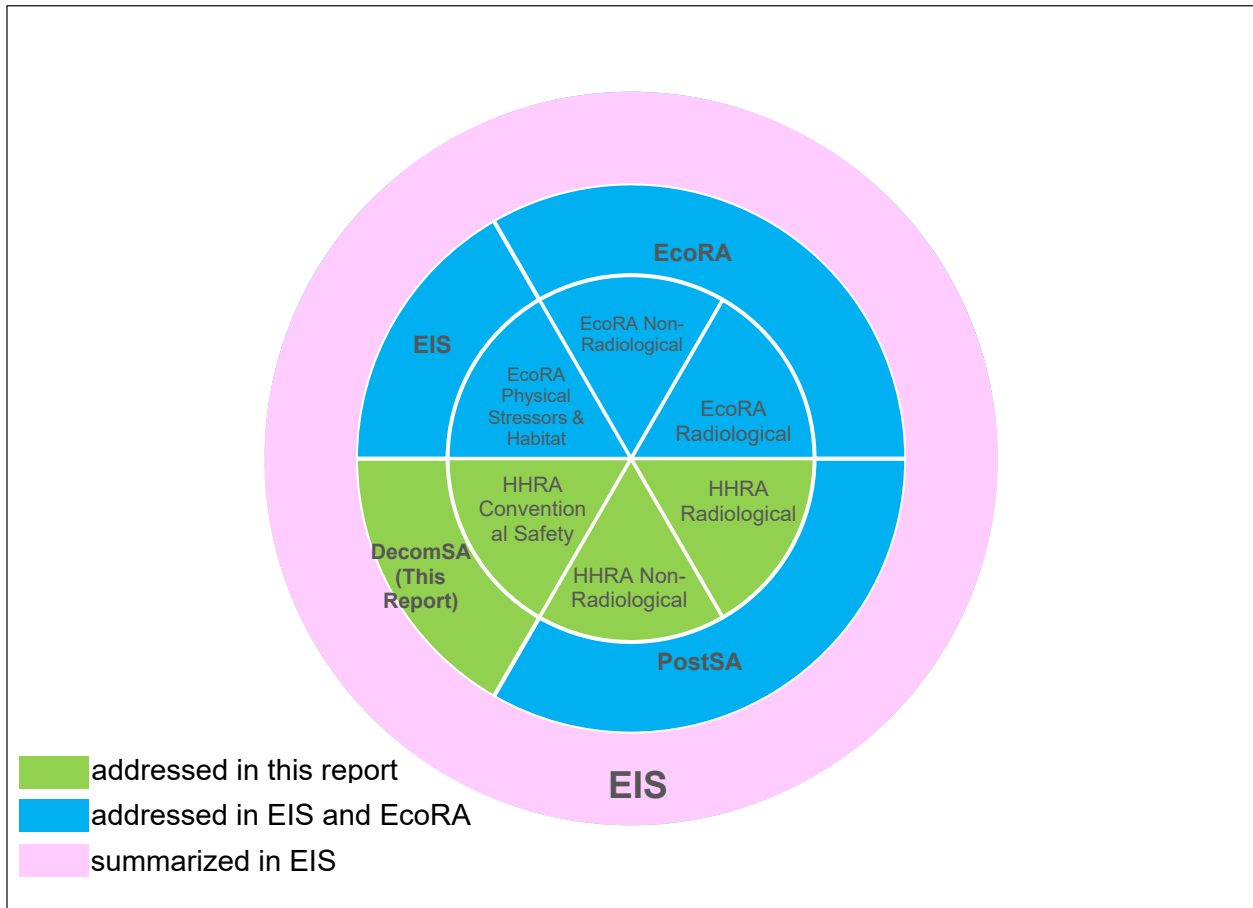 EcoRA
EIS
EcoRA Non-
Radiological
EcoRA
Physical
Stressors &
Habitat
EcoRA
Radiological
HHRA
Convention
al Safety
HHRA
Radiological
DecomSA
(This
Report)
HHRA Non-
Radiological
PostSA
EIS
addressed in this report
addressed in EIS and EcoRA
summarized in EIS